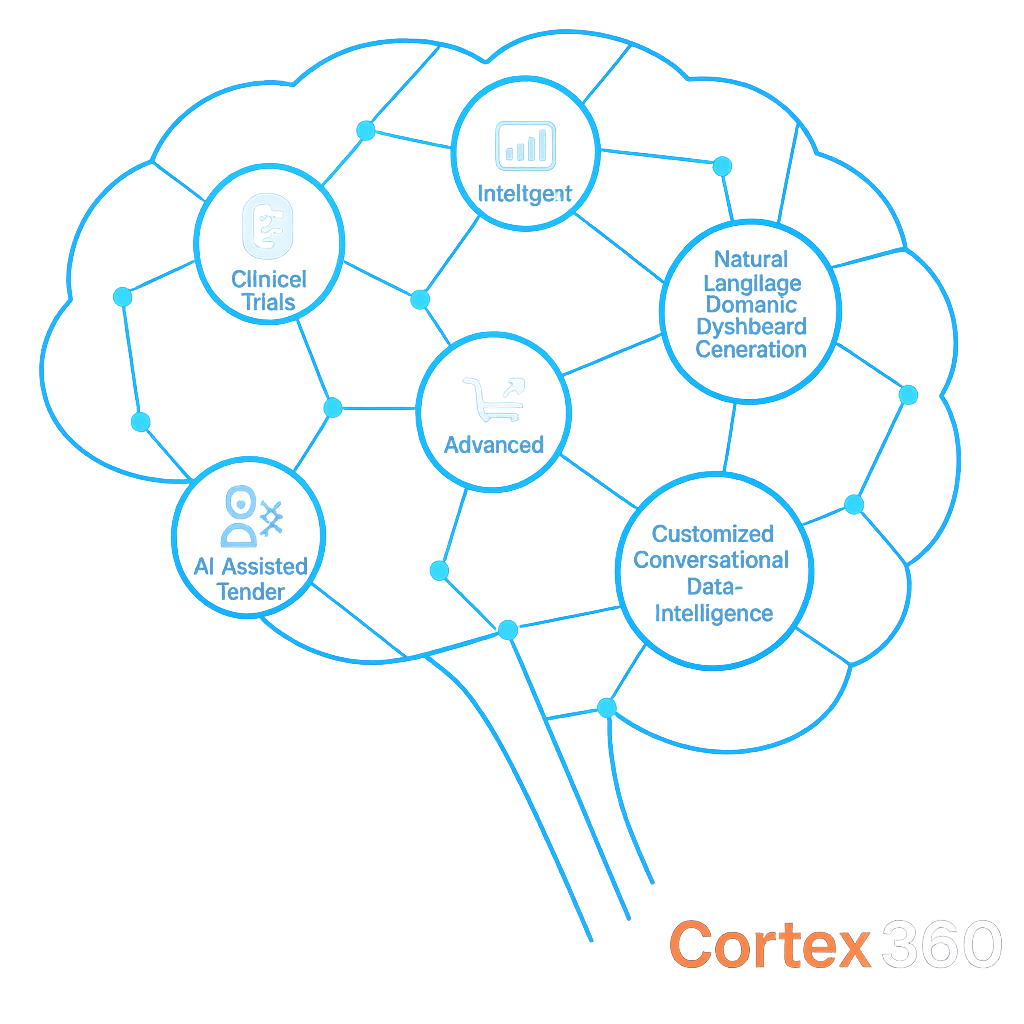 Inteltgent
Clinicel
Trials
Natural
Langllage
Domanic
Dyshbeard
Ceneration
Advanced
AI Assisted
Tender
Customized
Conversational
Data-
Intelligence
Cortex 360